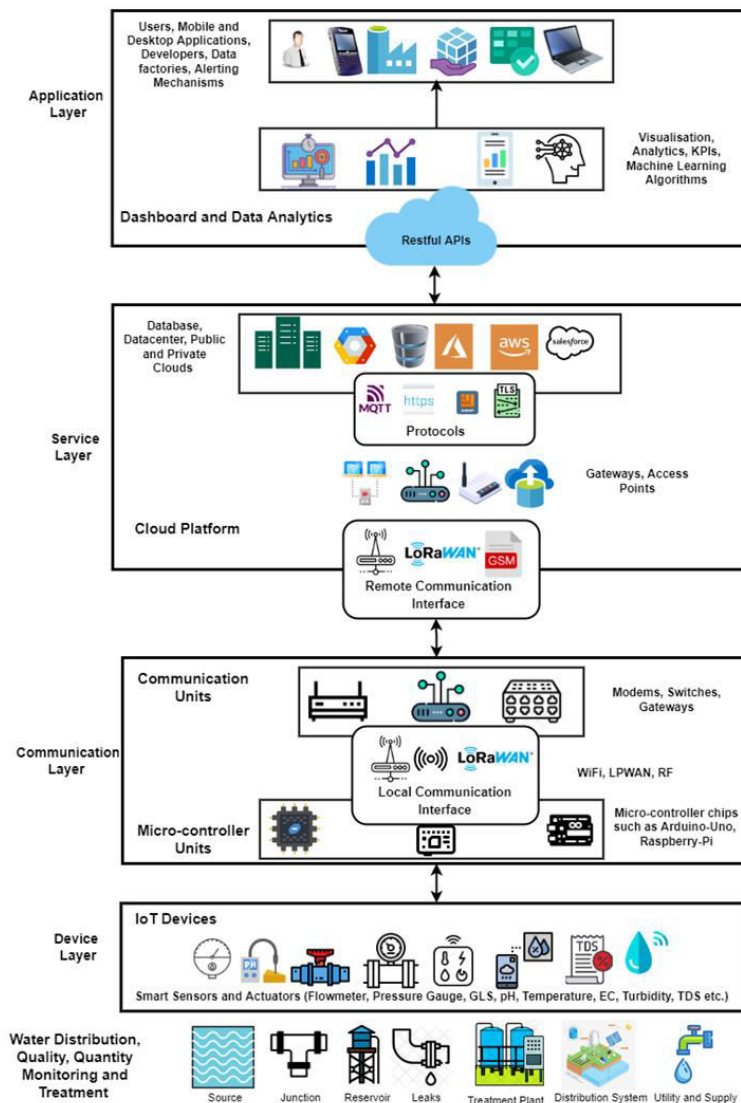 Users, Mobile and
Desktop Applications,
Developers, Data
factories, Alerting
Mechanisms
Application
Layer
Visualisation,
Analytics, KPIs,
Machine Learning
Algorithms
Dashboard and Data Analytics
Restful APIs
Database,
Datacenter, Public
and Private
Clouds
aws
salesforce
MQTT
https
TLS
Protocols
Service
Layer
Gateways, Access
Points
Cloud Platform
LoRaWAN
GSM
Remote Communication
Interface
Communication
Units
Modems, Switches,
Gateways
Communication
Layer
LoRaWAN
WiFi, LPWAN, RF
Local Communication
Interface
Micro-controller
Units
Micro-controller chips
such as Arduino-Uno,
Raspberry-Pi
IoT Devices
Device
Layer
PH
TDS
Smart Sensors and Actuators (Flowmeter, Pressure Gauge, GLS, pH, Temperature, EC, Turbidity, TDS etc.)
Water Distribution,
Quality, Quantity
Monitoring and
Treatment
Source
Junction
Reservoir
Leaks
Treatment Plant
Distribution System
Utility and Supply